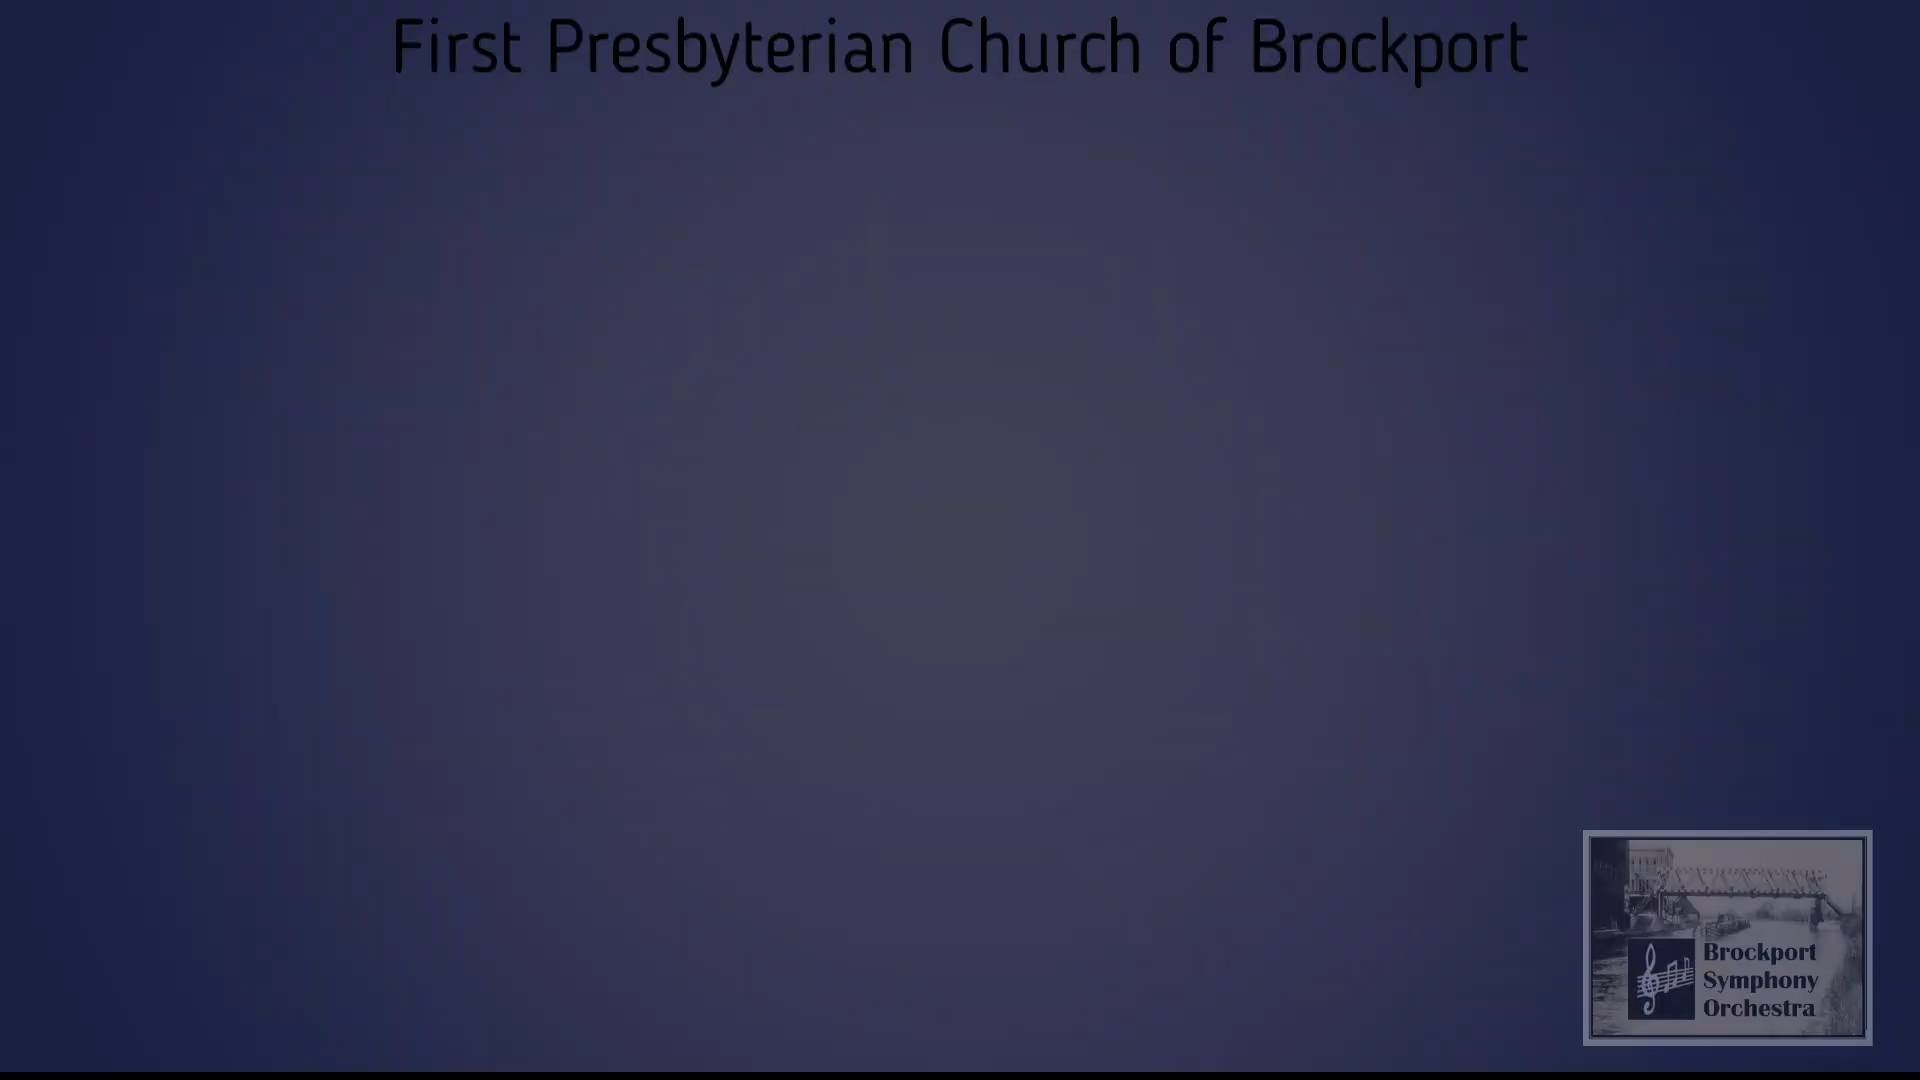 First Presbyterian Church of Brockport
Brockport
Symphony
Orchestra